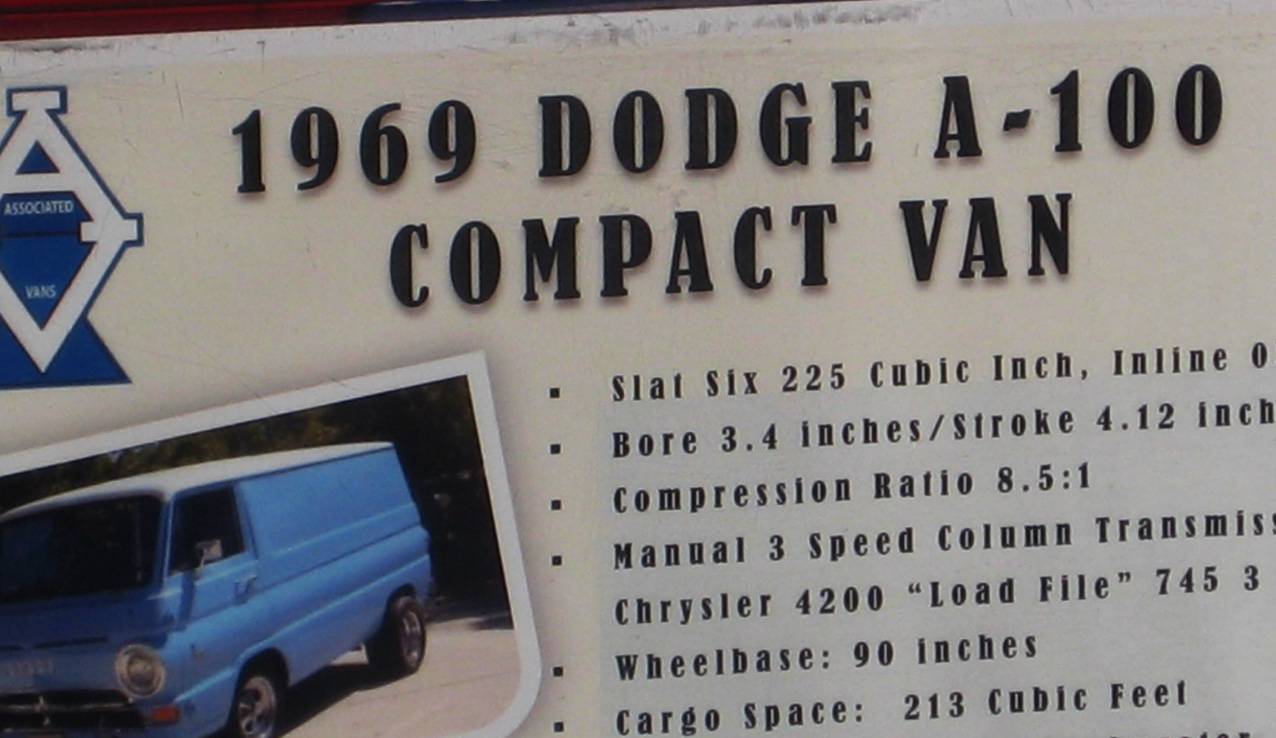 1969 DODGE A-100
COMPACT VAN
ASSOCIATED
VANS
▪ Slat Six 225 Cubic Inch, Inline O
▪ Bore 3.4 inches/Stroke 4.12 inch
▪ Compression Ratio 8.5:1
▪ Manual 3 Speed Column Transmiss
Chrysler 4200 “Load File” 745 3
▪ Wheelbase: 90 inches
▪ Cargo Space: 213 Cubic Feet